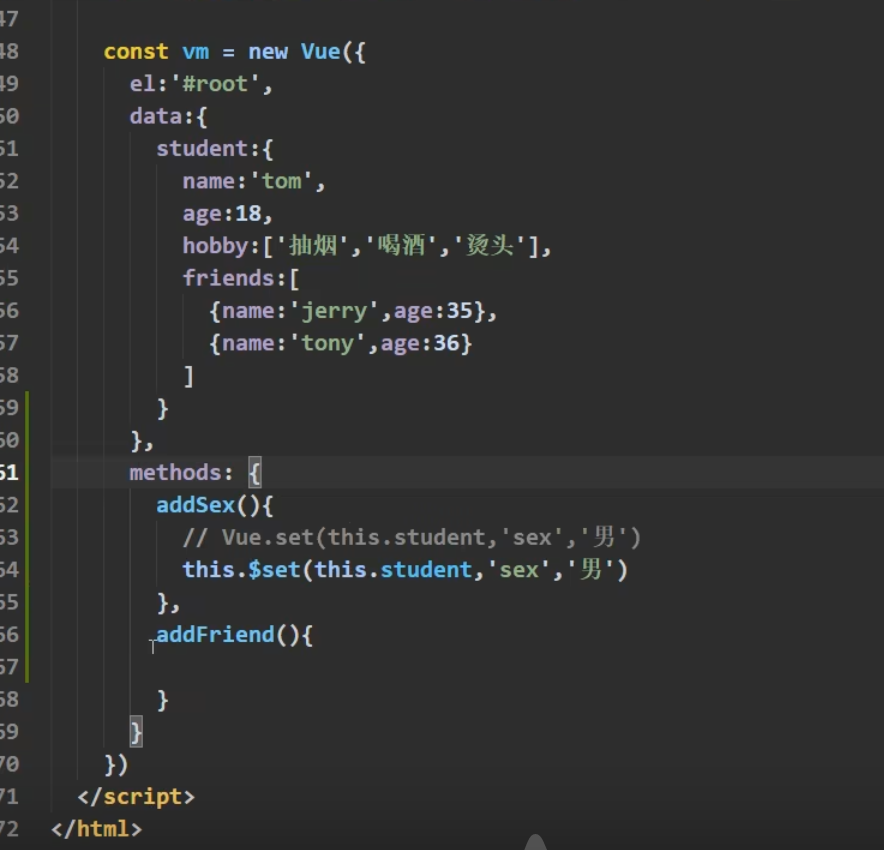 47
48 const vm = new Vue({
49 el:'#root',
50 data:{
51 student:{
52 name:'tom',
53 age:18,
54 hobby:['抽烟','喝酒','烫头'],
55 friends:[
56 {name:'jerry',age:35},
57 {name:'tony',age:36}
58 ]
59 }
60 },
61 methods: {
62 addSex(){
63 // Vue.set(this.student,'sex','男')
64 this.$set(this.student,'sex','男')
65 },
66 addFriend(){
67
68 }
69 }
70 })
71 </script>
72 </html>